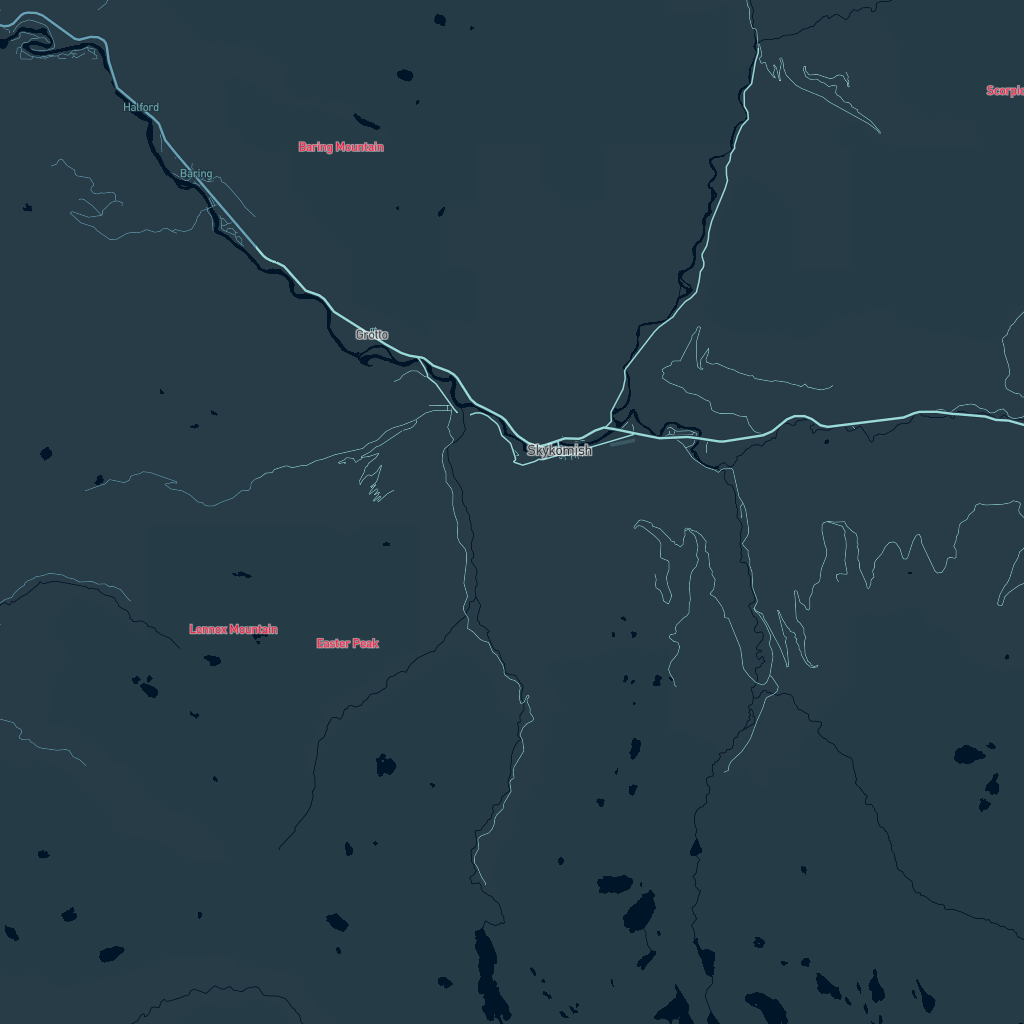 Scorpio
Halford
Baring Mountain
Baring
Grotto
Skykomish
Lennox Mountain
Easter Peak